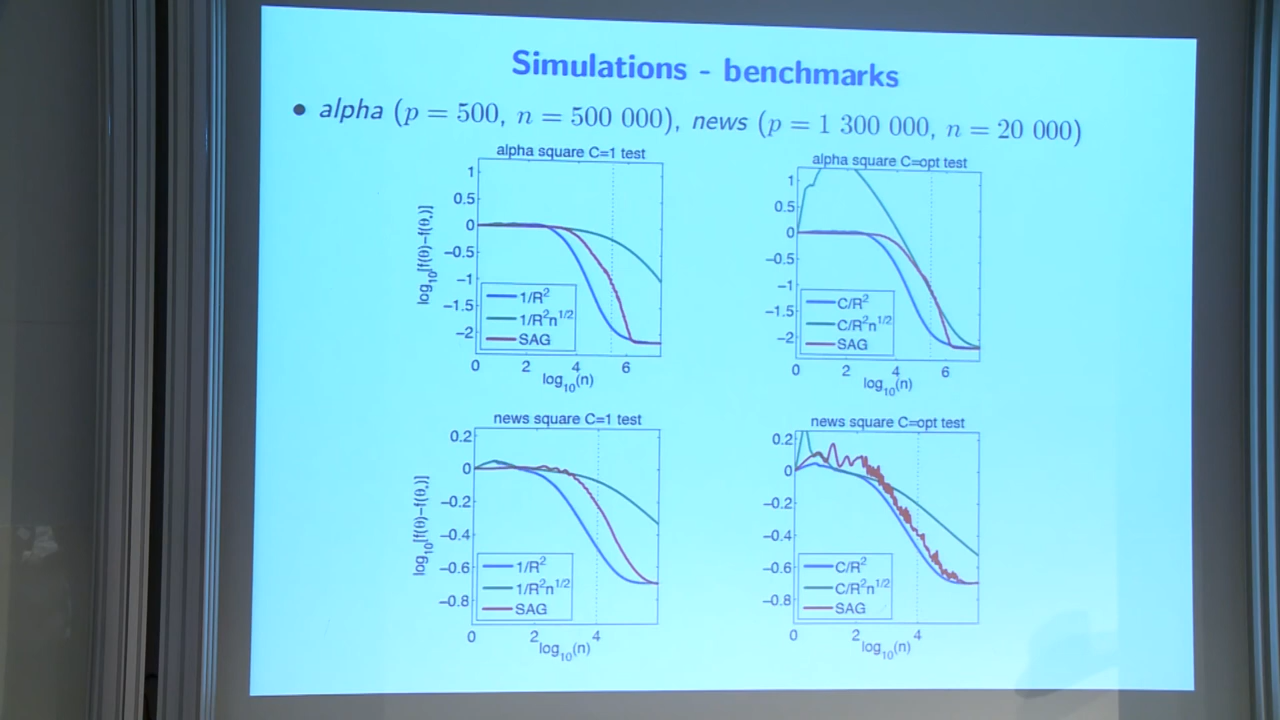 Simulations - benchmarks
• alpha (p = 500, n = 500 000), news (p = 1 300 000, n = 20 000)
alpha square C=1 test
1
0.5
0
−0.5
−1
−1.5
−2
log₁₀[f(θ)−f(θ*)]
1/R²
1/R²n^1/2
SAG
0 2 4 6
log₁₀(n)
alpha square C=opt test
1
0.5
0
−0.5
−1
−1.5
−2
C/R²
C/R²n^1/2
SAG
0 2 4 6
log₁₀(n)
news square C=1 test
0.2
0
−0.2
−0.4
−0.6
−0.8
log₁₀[f(θ)−f(θ*)]
1/R²
1/R²n^1/2
SAG
0 2 4
log₁₀(n)
news square C=opt test
0.2
0
−0.2
−0.4
−0.6
−0.8
C/R²
C/R²n^1/2
SAG
0 2 4
log₁₀(n)